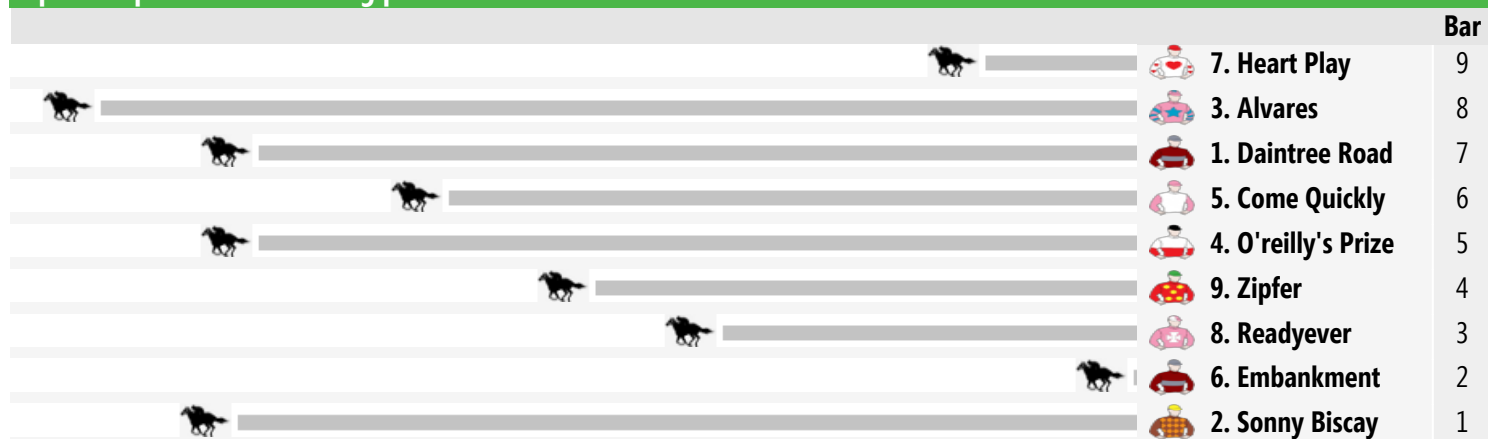 Bar
7. Heart Play 9
3. Alvares 8
1. Daintree Road 7
5. Come Quickly 6
4. O'reilly's Prize 5
9. Zipfer 4
8. Readyever 3
6. Embankment 2
2. Sonny Biscay 1